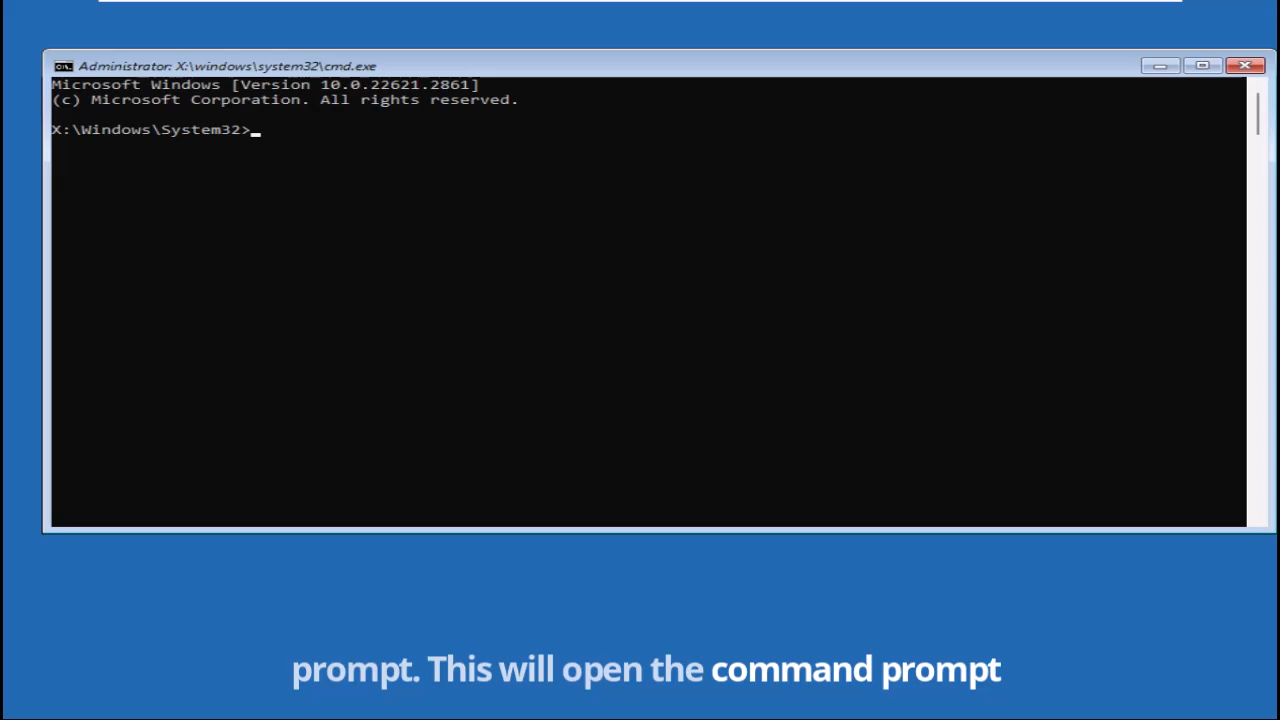 Administrator: X:\windows\system32\cmd.exe
Microsoft Windows [Version 10.0.22621.2861]
(c) Microsoft Corporation. All rights reserved.
X:\Windows\System32>
prompt. This will open the command prompt